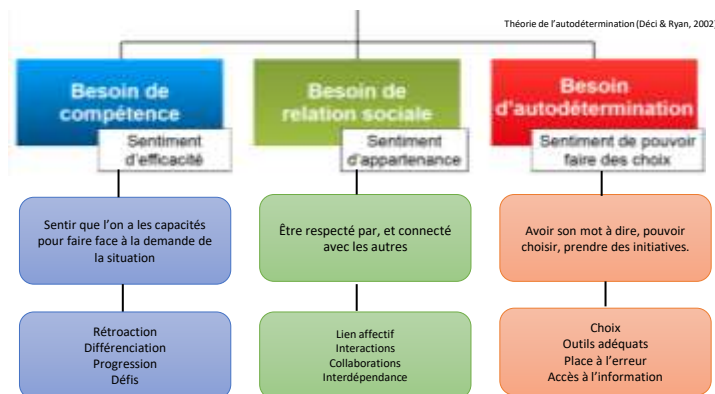 Théorie de l'autodétermination (Déci & Ryan, 2002)
Besoin de
compétence
Sentiment
d'efficacité
Sentir que l'on a les capacités
pour faire face à la demande de
la situation
Rétroaction
Différenciation
Progression
Défis
Besoin de
relation sociale
Sentiment
d'appartenance
Être respecté par, et connecté
avec les autres
Lien affectif
Interactions
Collaborations
Interdépendance
Besoin
d'autodétermination
Sentiment de pouvoir
faire des choix
Avoir son mot à dire, pouvoir
choisir, prendre des initiatives.
Choix
Outils adéquats
Place à l'erreur
Accès à l'information